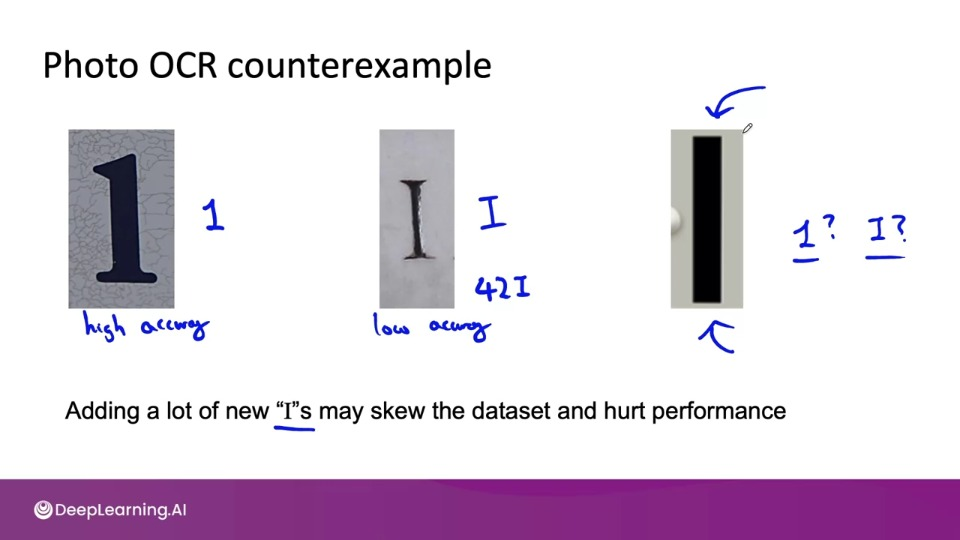 Photo OCR counterexample
1
1
I
I
42I
1? I?
high accuracy
low accuracy
Adding a lot of new “I”s may skew the dataset and hurt performance
DeepLearning.AI